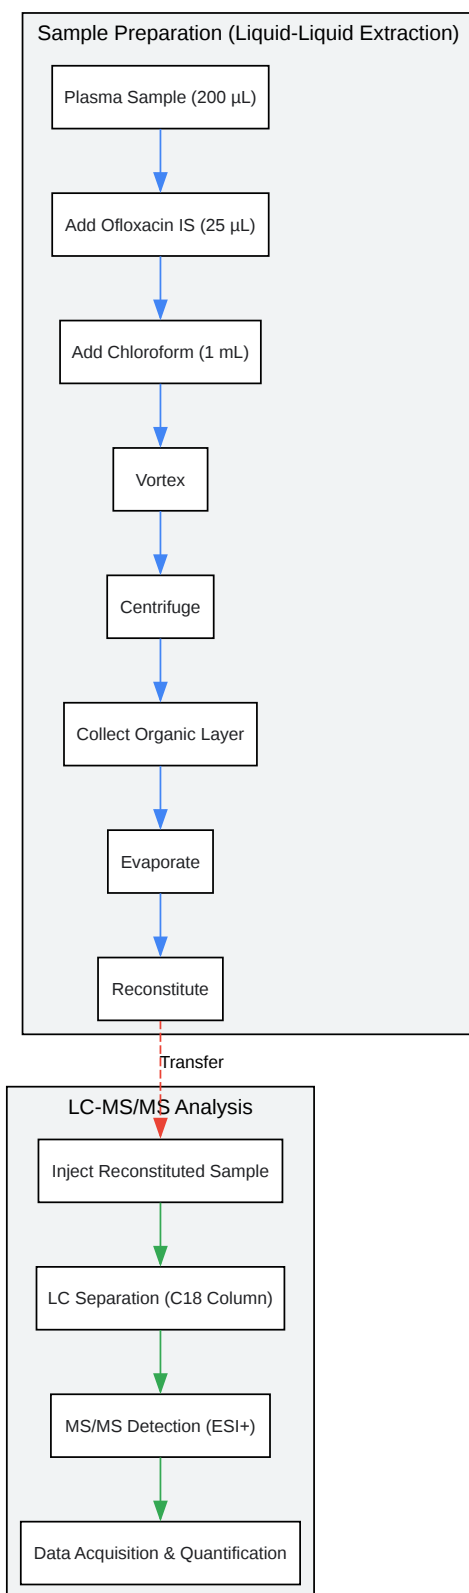 Sample Preparation (Liquid-Liquid Extraction)
Plasma Sample (200 µL)
Add Ofloxacin IS (25 µL)
Add Chloroform (1 mL)
Vortex
Centrifuge
Collect Organic Layer
Evaporate
Reconstitute
Transfer
LC-MS/MS Analysis
Inject Reconstituted Sample
LC Separation (C18 Column)
MS/MS Detection (ESI+)
Data Acquisition & Quantification